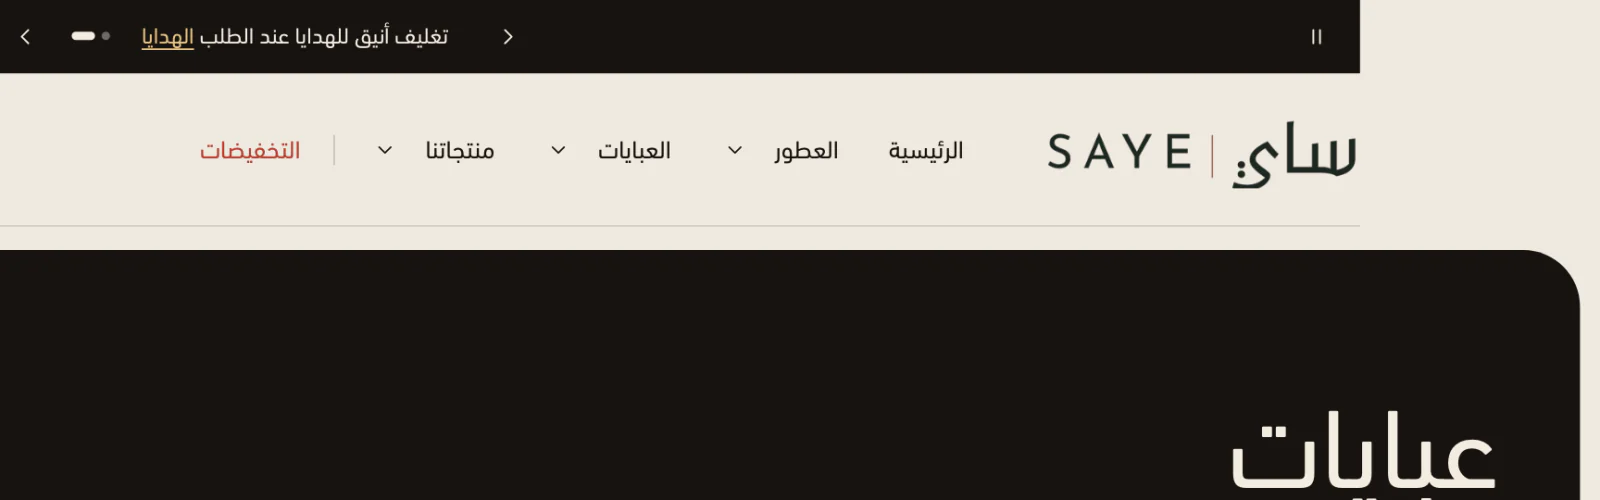 تغليف أنيق للهدايا عند الطلب الهدايا
ساي | SAYE
الرئيسية
العطور
العبايات
منتجاتنا
التخفيضات
عبايات